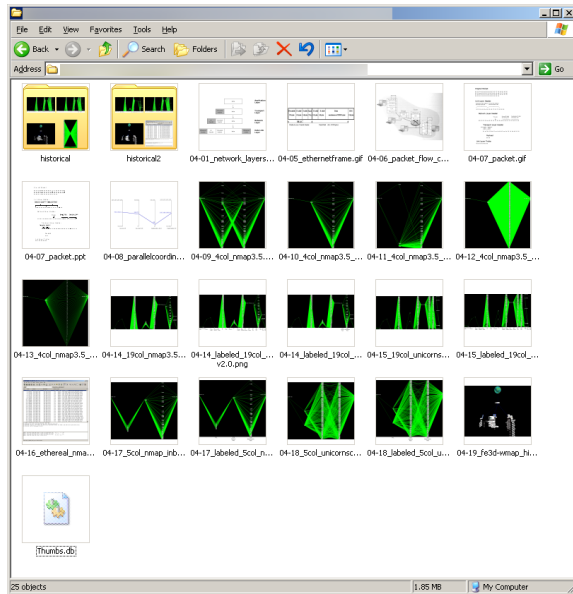 File Edit View Favorites Tools Help
Back Search Folders
Address Go
historical historical2 04-01_network_layers... 04-05_ethernetframe.gif 04-06_packet_flow_c... 04-07_packet.gif
04-07_packet.ppt 04-08_parallelcoordin... 04-09_4col_nmap3.5.... 04-10_4col_nmap3.5_... 04-11_4col_nmap3.5_... 04-12_4col_nmap3.5_...
04-13_4col_nmap3.5_... 04-14_19col_nmap3.5... 04-14_labeled_19col_... 04-14_labeled_19col_... 04-15_19col_unicorns... 04-15_labeled_19col_...
v2.0.png
04-16_ethereal_nma... 04-17_5col_nmap_inb... 04-17_labeled_5col_n... 04-18_5col_unicornsc... 04-18_labeled_5col_u... 04-19_fe3d-wmap_hi...
Thumbs.db
25 objects 1.85 MB My Computer